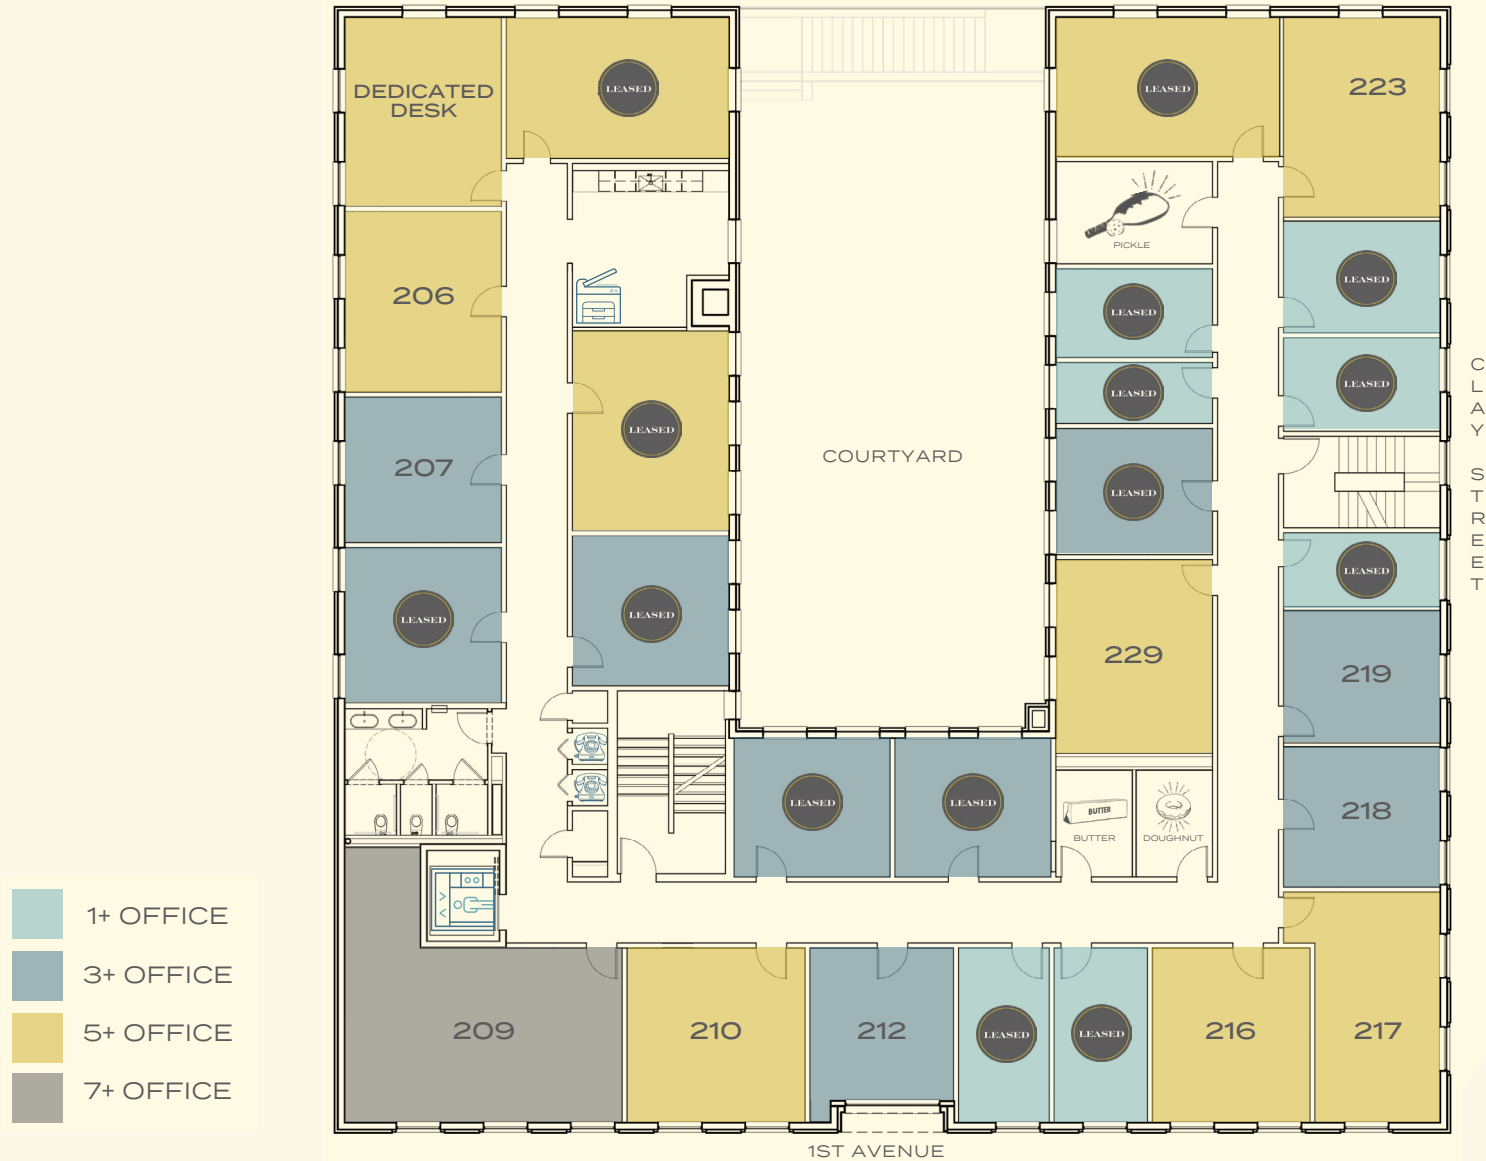 DEDICATED
DESK
LEASED
LEASED
223
PICKLE
206
LEASED
LEASED
LEASED
LEASED
LEASED
LEASED
207
COURTYARD
LEASED
LEASED
LEASED
LEASED
229
219
218
LEASED
LEASED
BUTTER
BUTTER
DOUGHNUT
209
210
212
LEASED
LEASED
216
217
CLAY STREET
1ST AVENUE
1+ OFFICE
3+ OFFICE
5+ OFFICE
7+ OFFICE